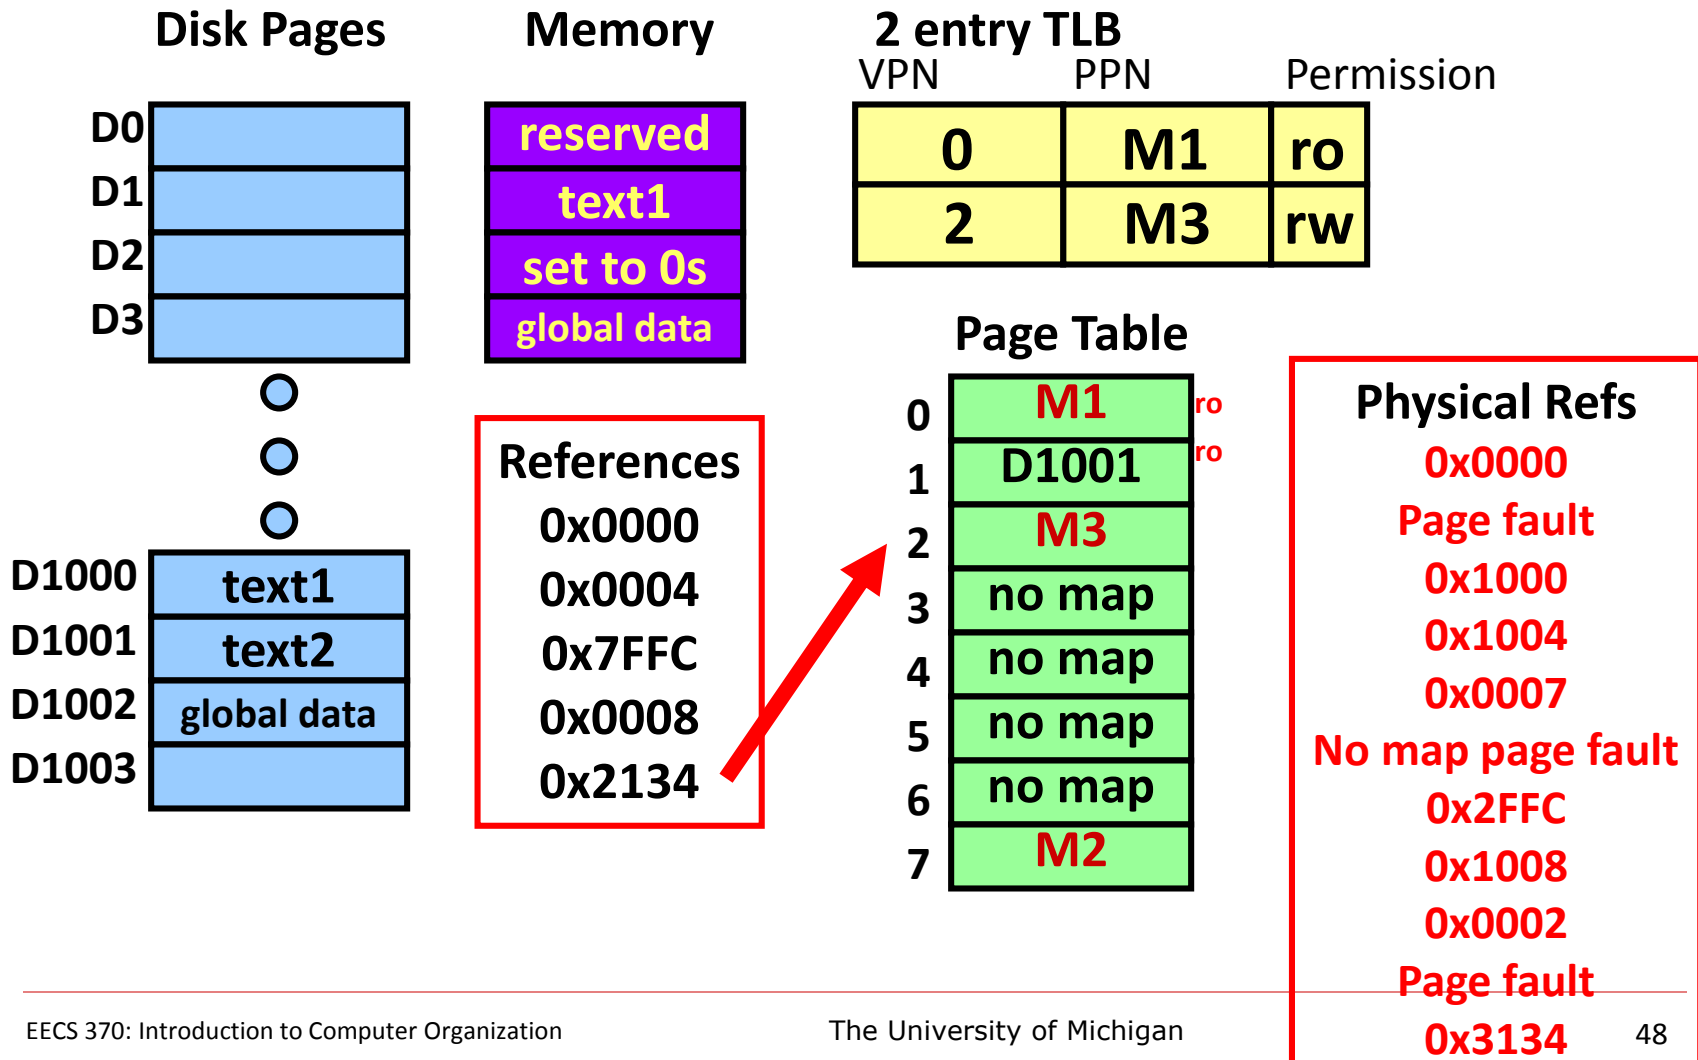 Disk Pages
D0
D1
D2
D3
D1000 text1
D1001 text2
D1002 global data
D1003
Memory
reserved
text1
set to 0s
global data
References
0x0000
0x0004
0x7FFC
0x0008
0x2134
2 entry TLB
VPN PPN Permission
0 M1 ro
2 M3 rw
Page Table
0 M1 ro
1 D1001 ro
2 M3
3 no map
4 no map
5 no map
6 no map
7 M2
Physical Refs
0x0000
Page fault
0x1000
0x1004
0x0007
No map page fault
0x2FFC
0x1008
0x0002
Page fault
0x3134
EECS 370: Introduction to Computer Organization
The University of Michigan
48